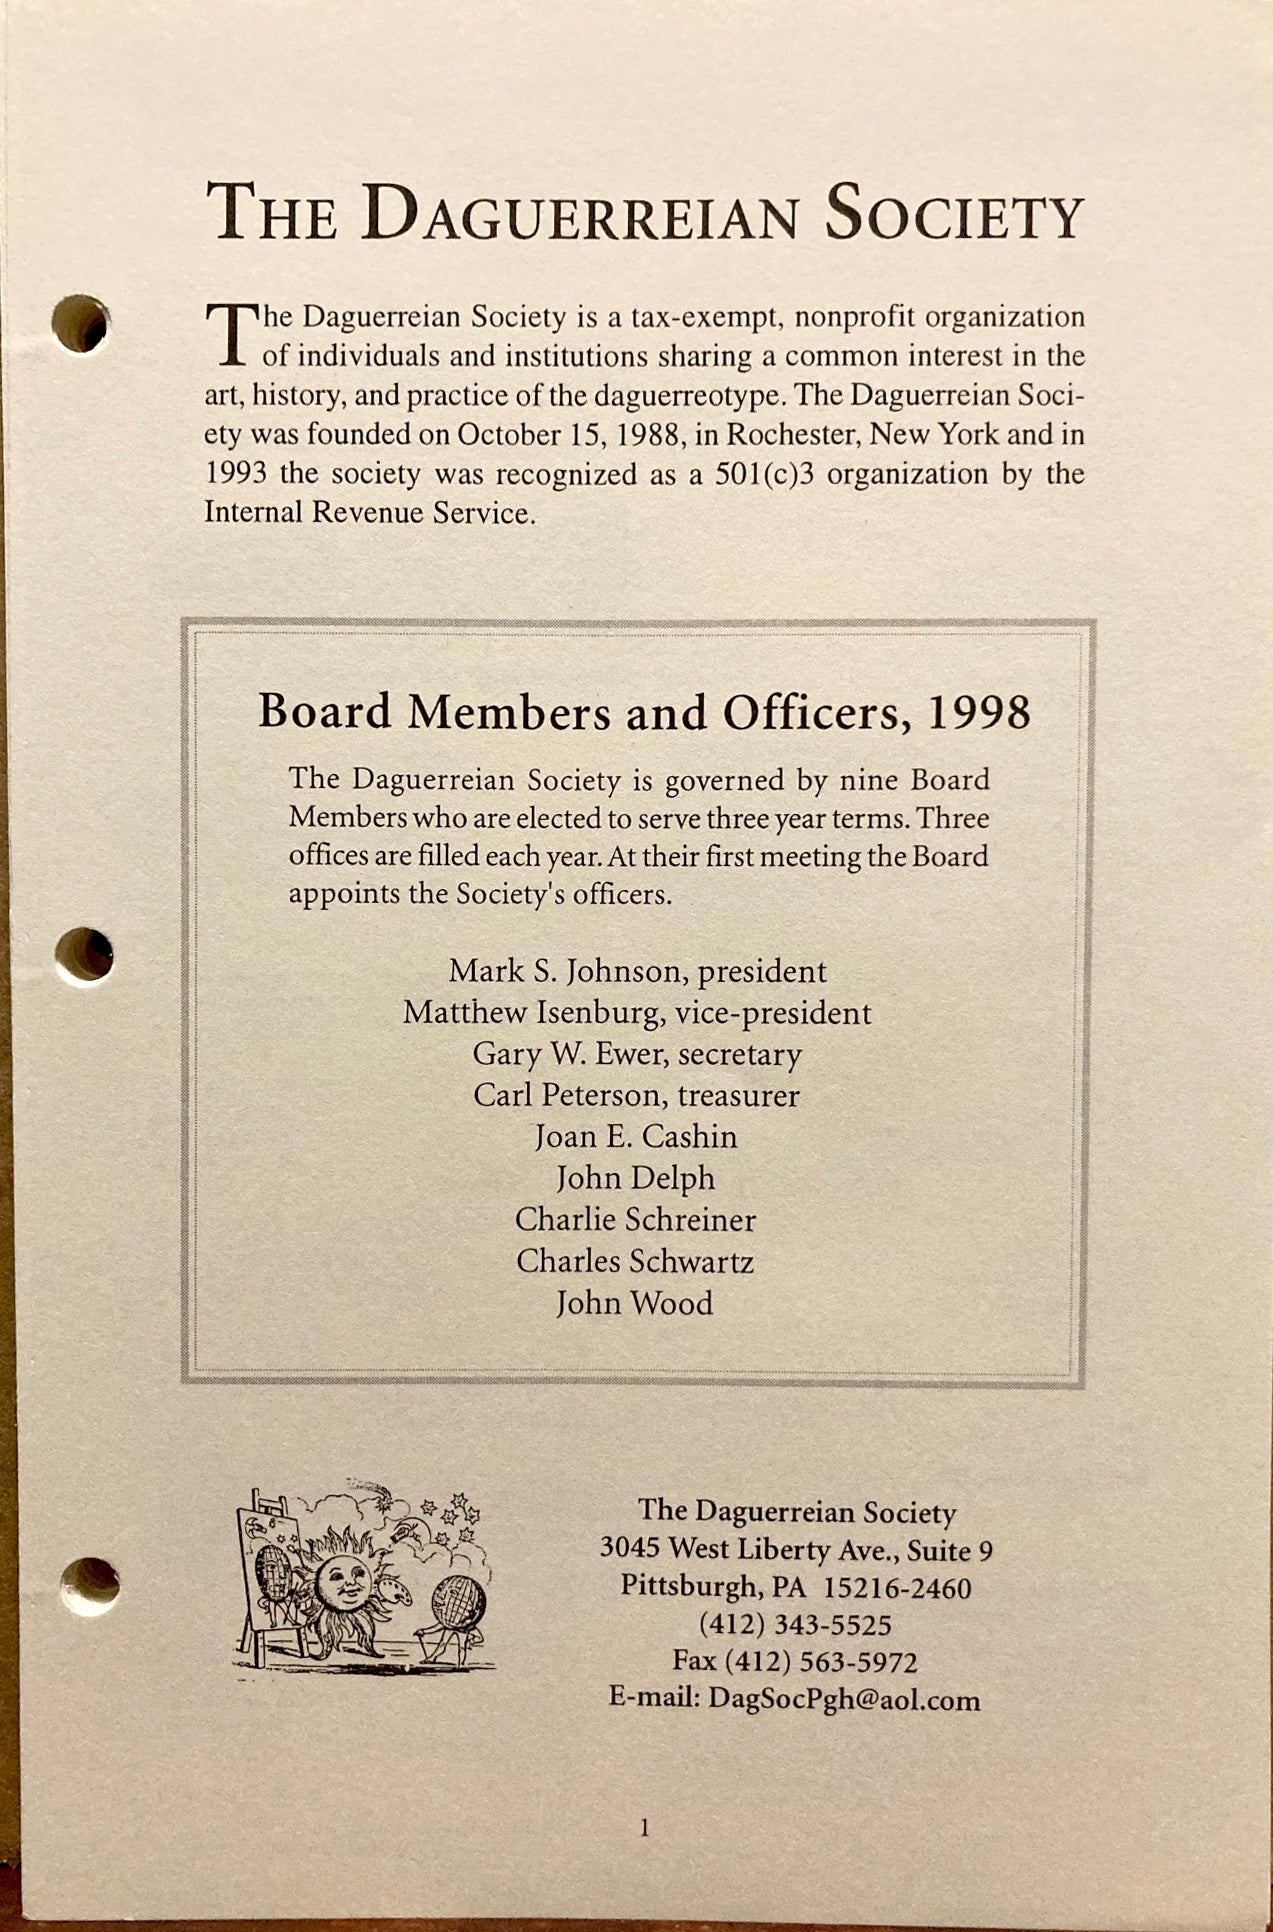 THE DAGUERREIAN SOCIETY
The Daguerreian Society is a tax-exempt, nonprofit organization
of individuals and institutions sharing a common interest in the
art, history, and practice of the daguerreotype. The Daguerreian Soci-
ety was founded on October 15, 1988, in Rochester, New York and in
1993 the society was recognized as a 501(c)3 organization by the
Internal Revenue Service.
Board Members and Officers, 1998
The Daguerreian Society is governed by nine Board
Members who are elected to serve three year terms. Three
offices are filled each year. At their first meeting the Board
appoints the Society's officers.
Mark S. Johnson, president
Matthew Isenburg, vice-president
Gary W. Ewer, secretary
Carl Peterson, treasurer
Joan E. Cashin
John Delph
Charlie Schreiner
Charles Schwartz
John Wood
The Daguerreian Society
3045 West Liberty Ave., Suite 9
Pittsburgh, PA 15216-2460
(412) 343-5525
Fax (412) 563-5972
E-mail: DagSocPgh@aol.com
1